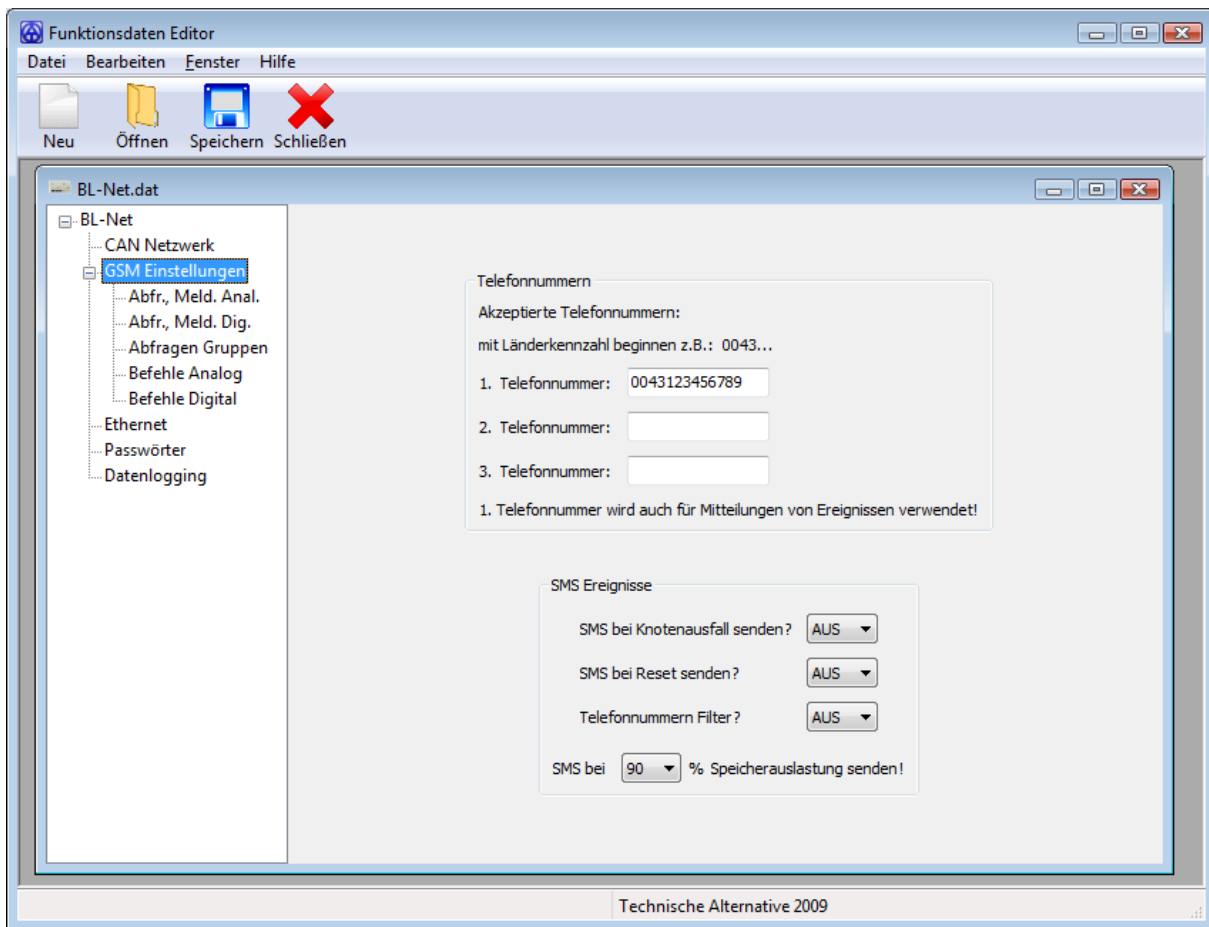 Funktionsdaten Editor
Datei Bearbeiten Fenster Hilfe
Neu Öffnen Speichern Schließen
BL-Net.dat
BL-Net
CAN Netzwerk
GSM Einstellungen
Abfr., Meld. Anal.
Abfr., Meld. Dig.
Abfragen Gruppen
Befehle Analog
Befehle Digital
Ethernet
Passwörter
Datenlogging
Telefonnummern
Akzeptierte Telefonnummern:
mit Länderkennzahl beginnen z.B.: 0043...
1. Telefonnummer: 0043123456789
2. Telefonnummer:
3. Telefonnummer:
1. Telefonnummer wird auch für Mitteilungen von Ereignissen verwendet!
SMS Ereignisse
SMS bei Knotenausfall senden? AUS
SMS bei Reset senden? AUS
Telefonnummern Filter? AUS
SMS bei 90 % Speicherauslastung senden!
Technische Alternative 2009